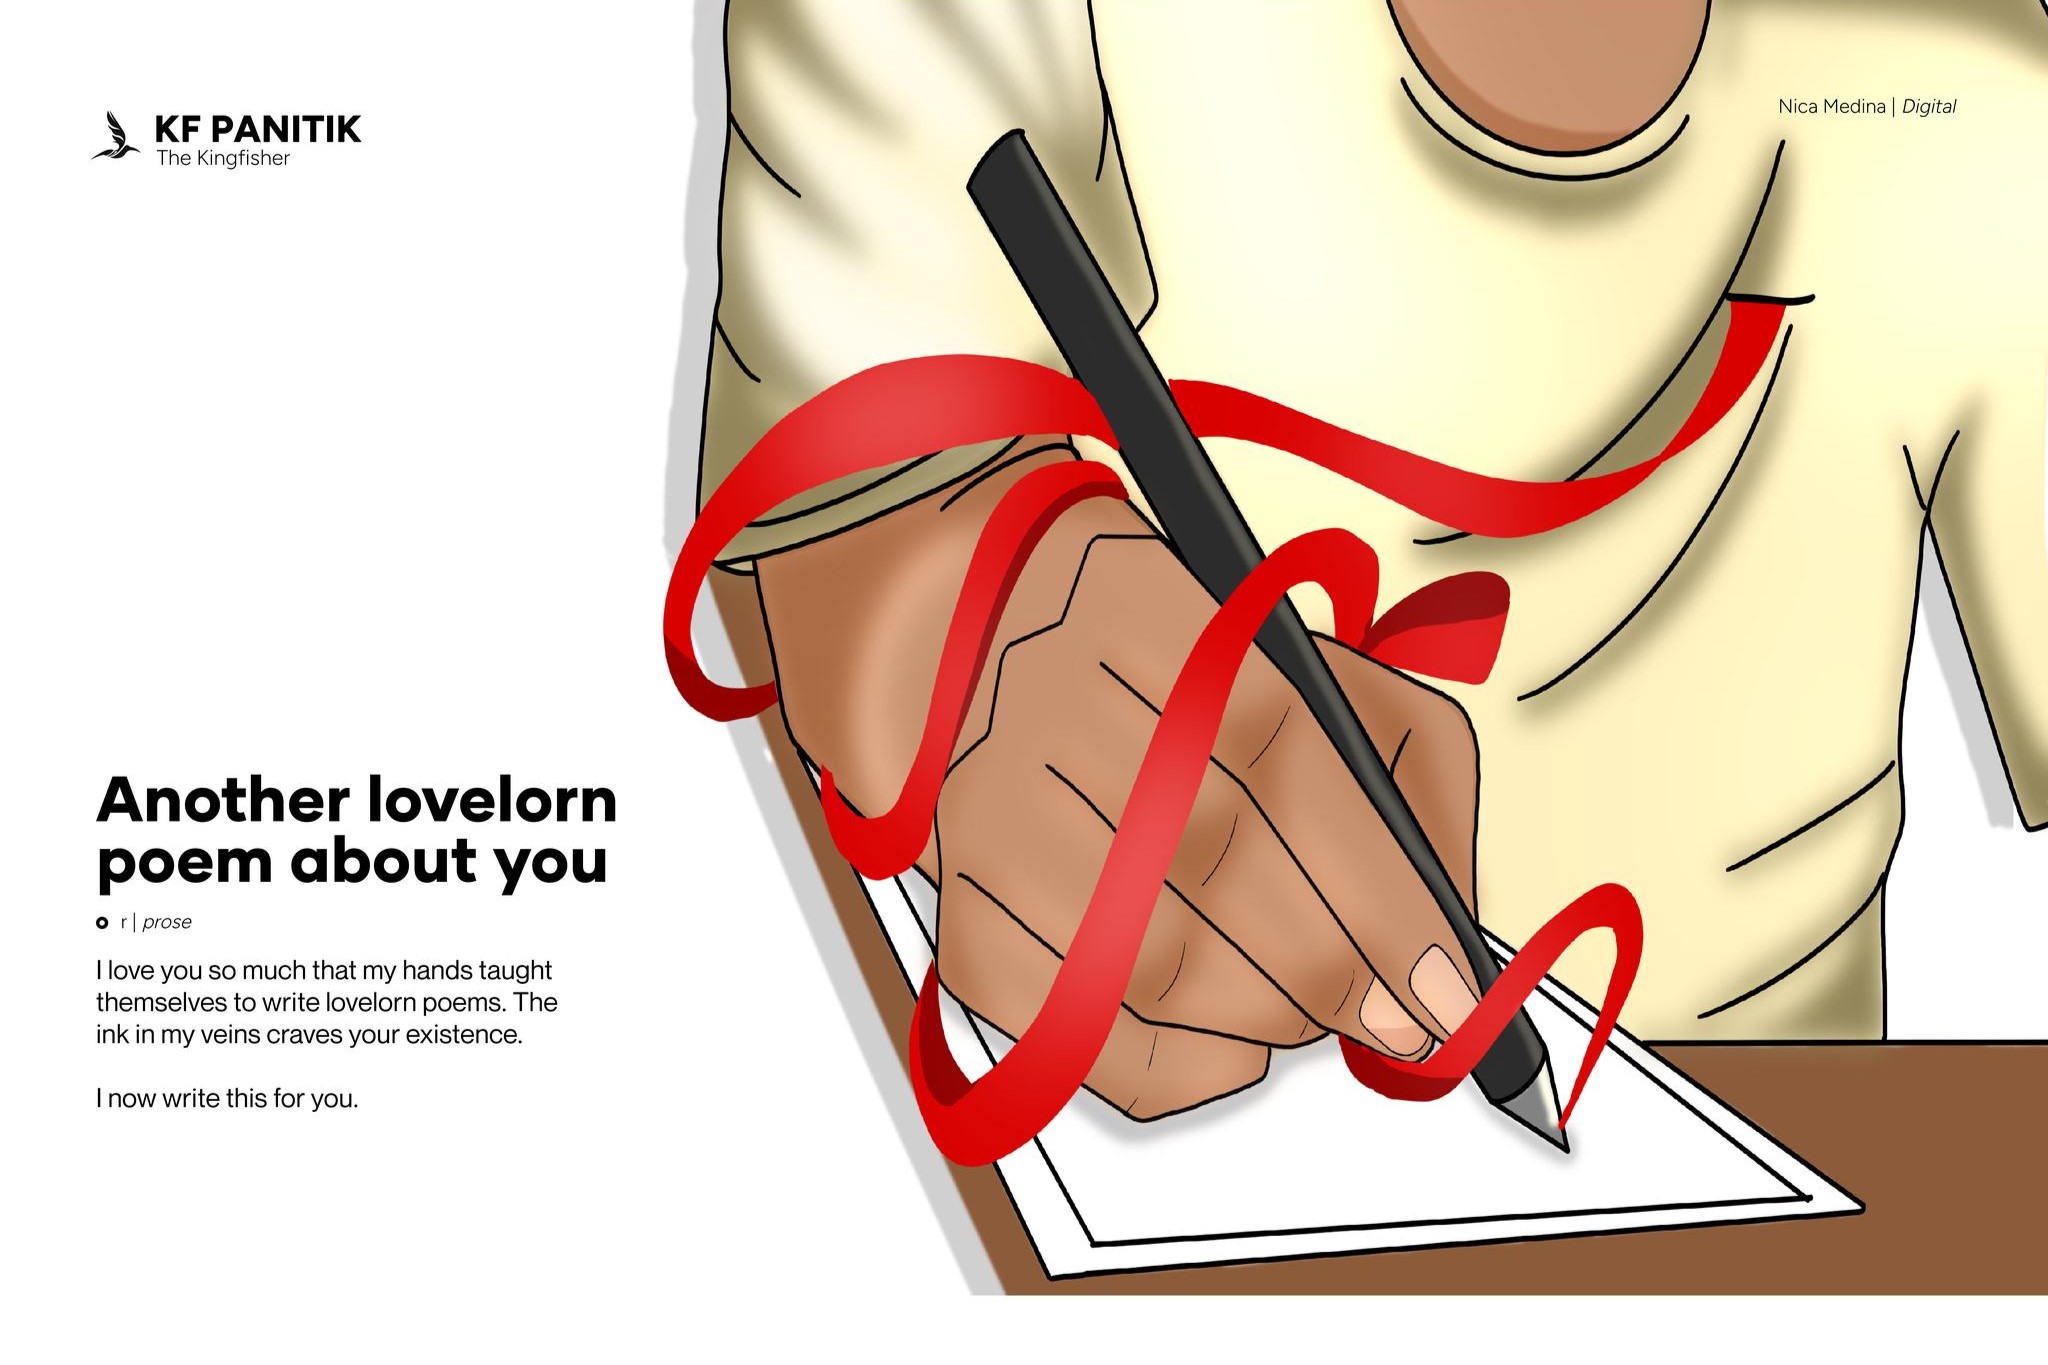 KF PANITIK
The Kingfisher
Nica Medina | Digital
Another lovelorn
poem about you
r | prose
I love you so much that my hands taught
themselves to write lovelorn poems. The
ink in my veins craves your existence.
I now write this for you.